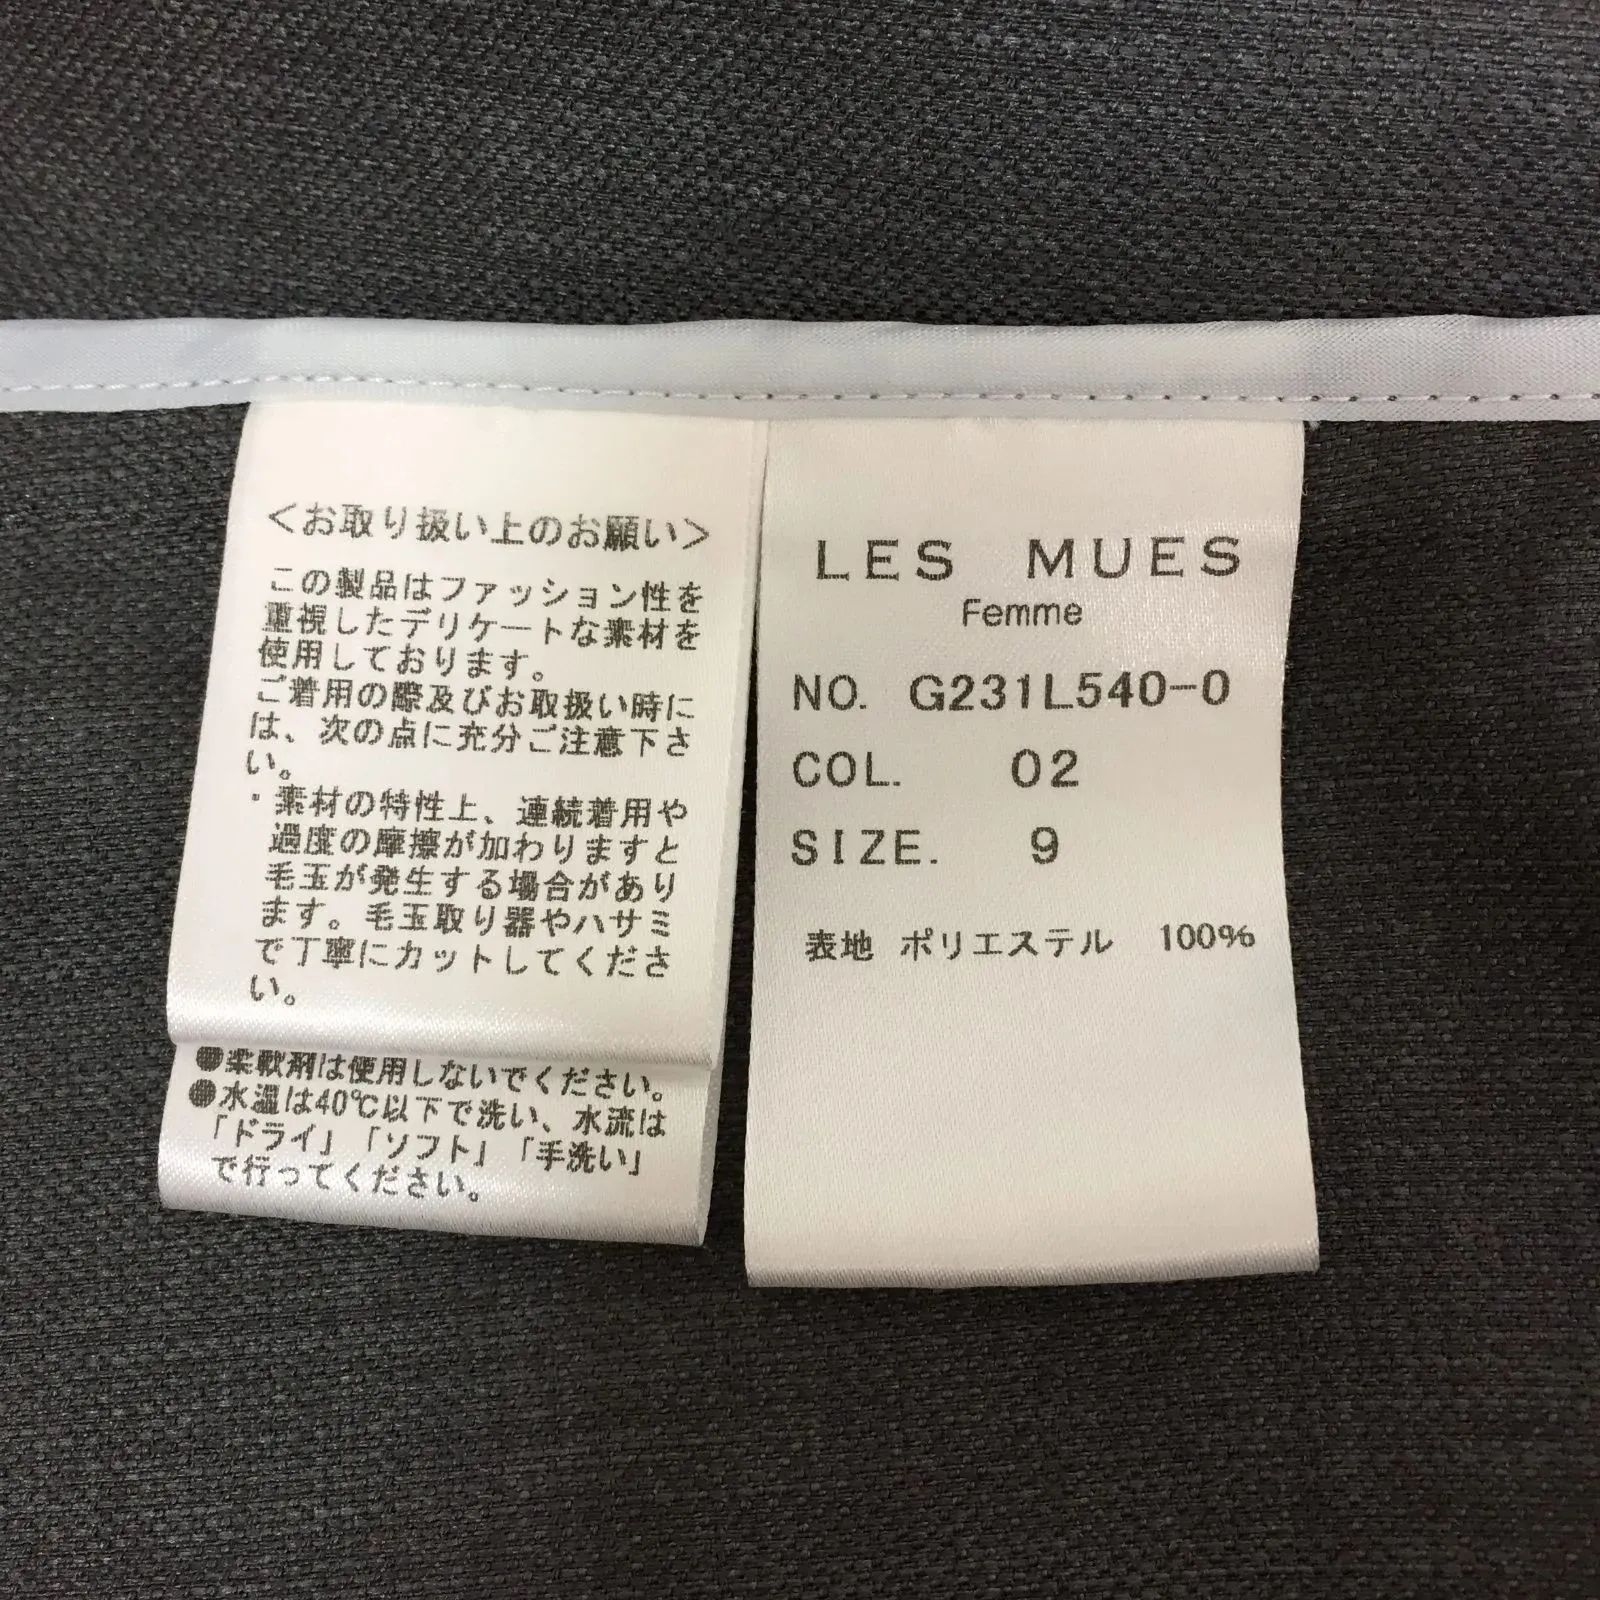 <お取り扱い上のお願い>
この製品はファッション性を
重視したデリケートな素材を
使用しております。
ご着用の際及びお取扱い時に
は、次の点に充分ご注意下さ
い。
・素材の特性上、連続着用や
過度の摩擦が加わりますと
毛玉が発生する場合があり
ます。毛玉取り器やハサミ
で丁寧にカットしてくださ
い。
●柔軟剤は使用しないでください。
●水温は40℃以下で洗い、水流は
「ドライ」「ソフト」「手洗い」
で行ってください。
LES MUES
Femme
NO. G231L540-0
COL. 02
SIZE. 9
表地 ポリエステル 100%